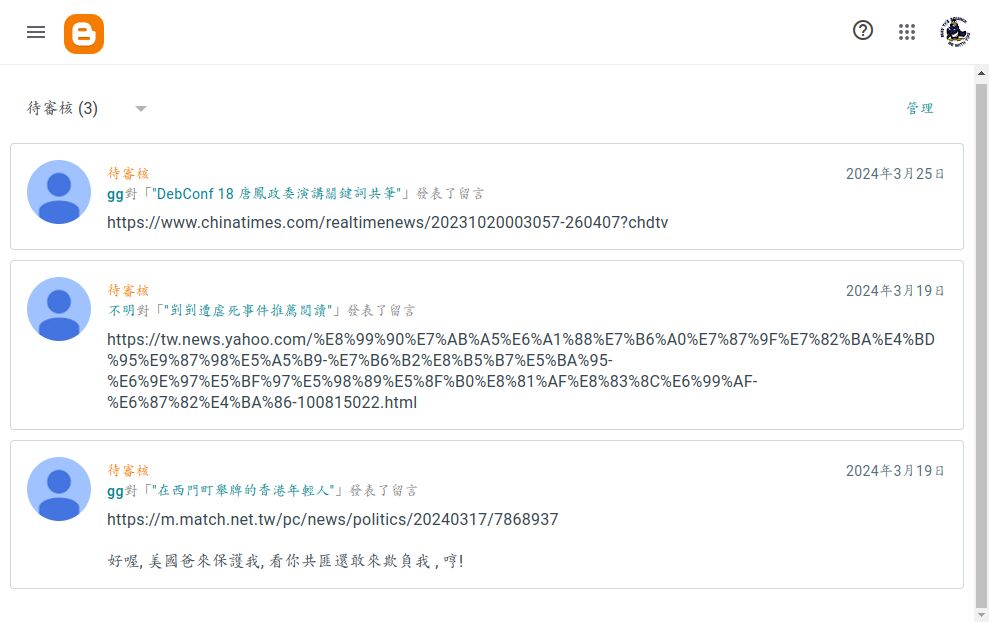 待審核 (3)
管理
待審核
2024年3月25日
gg對「"DebConf 18 唐鳳政委演講關鍵詞共筆"」發表了留言
https://www.chinatimes.com/realtimenews/20231020003057-260407?chdtv
待審核
2024年3月19日
不明對「"剴剴遭虐死事件推薦閱讀"」發表了留言
https://tw.news.yahoo.com/%E8%99%90%E7%AB%A5%E6%A1%88%E7%B6%A0%E7%87%9F%E7%82%BA%E4%BD
%95%E9%87%98%E5%A5%B9-%E7%B6%B2%E8%B5%B7%E5%BA%95-
%E6%9E%97%E5%BF%97%E5%98%89%E5%8F%B0%E8%81%AF%E8%83%8C%E6%99%AF-
%E6%87%82%E4%BA%86-100815022.html
待審核
2024年3月19日
gg對「"在西門町舉牌的香港年輕人"」發表了留言
https://m.match.net.tw/pc/news/politics/20240317/7868937
好喔, 美國爸來保護我, 看你共匪還敢來欺負我 , 哼!